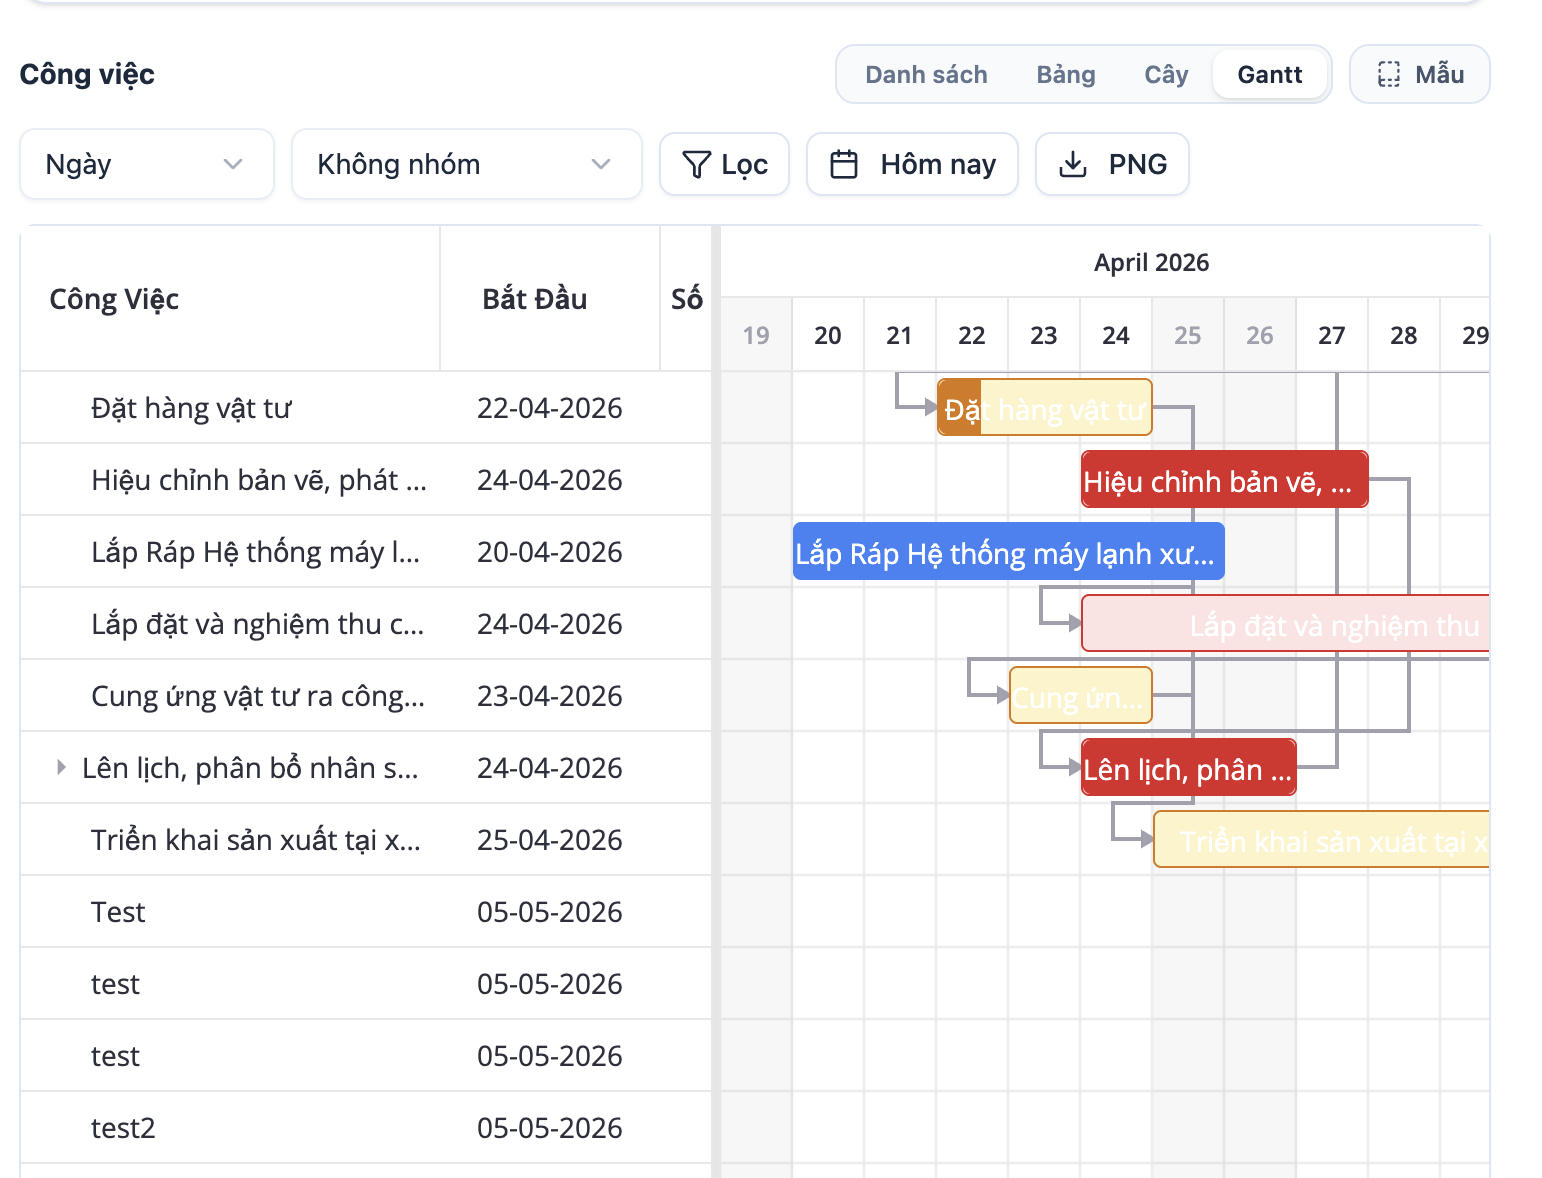 Công việc
Danh sách Bảng Cây Gantt Mẫu
Ngày Không nhóm Lọc Hôm nay PNG
Công Việc Bắt Đầu Số April 2026
19 20 21 22 23 24 25 26 27 28 29
Đặt hàng vật tư 22-04-2026 Đặt hàng vật tư
Hiệu chỉnh bản vẽ, phát ... 24-04-2026 Hiệu chỉnh bản vẽ, ...
Lắp Ráp Hệ thống máy l... 20-04-2026 Lắp Ráp Hệ thống máy lạnh xư...
Lắp đặt và nghiệm thu c... 24-04-2026 Lắp đặt và nghiệm thu
Cung ứng vật tư ra công... 23-04-2026 Cung ứn...
Lên lịch, phân bổ nhân s... 24-04-2026 Lên lịch, phân ...
Triển khai sản xuất tại x... 25-04-2026 Triển khai sản xuất tại x
Test 05-05-2026
test 05-05-2026
test 05-05-2026
test2 05-05-2026